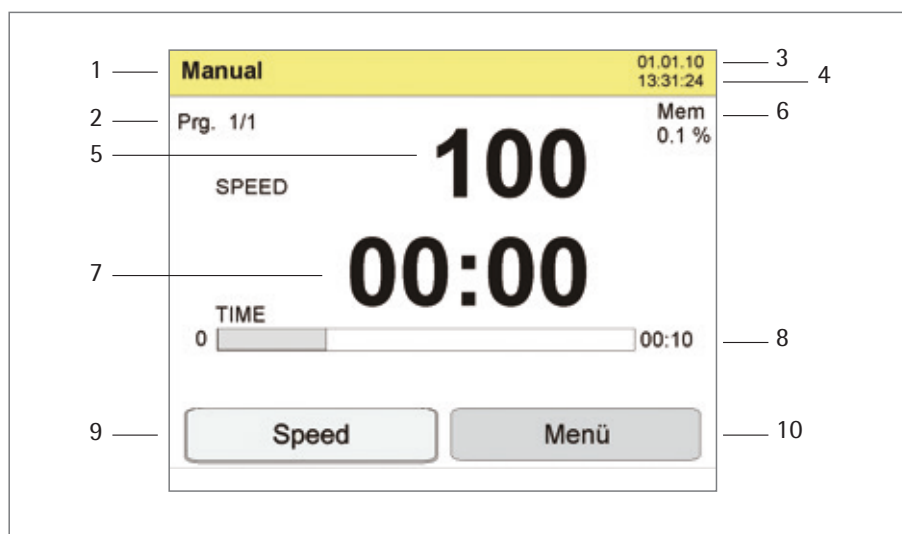 1 Manual 01.01.10 3
13:31:24 4
2 Prg. 1/1 Mem 6
0.1 %
5 100
SPEED
7 00:00
TIME
0 00:10 8
9 Speed Menü 10